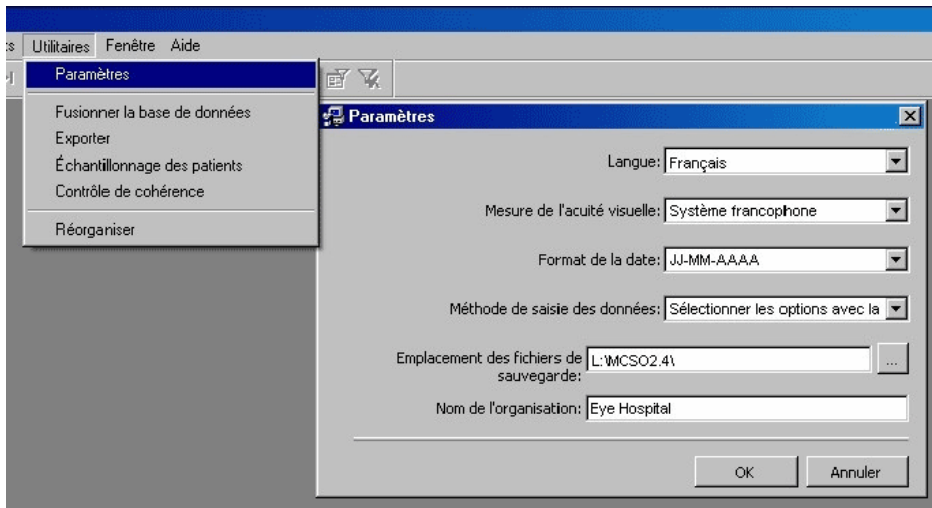 Utilitaires Fenêtre Aide
Paramètres
Fusionner la base de données
Exporter
Échantillonnage des patients
Contrôle de cohérence
Réorganiser
Paramètres
Langue: Français
Mesure de l'acuité visuelle: Système francophone
Format de la date: JJ-MM-AAAA
Méthode de saisie des données: Sélectionner les options avec la
Emplacement des fichiers de
sauvegarde: L:\MCSO2.4\
...
Nom de l'organisation: Eye Hospital
OK Annuler